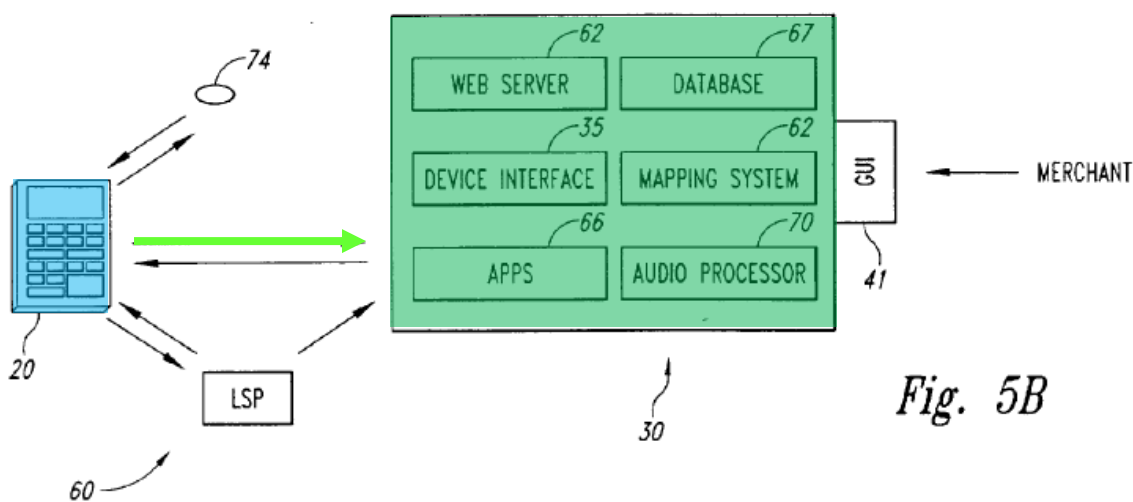 74
62
67
WEB SERVER
DATABASE
35
62
DEVICE INTERFACE
MAPPING SYSTEM
GUI
MERCHANT
66
70
APPS
AUDIO PROCESSOR
41
20
LSP
30
Fig. 5B
60